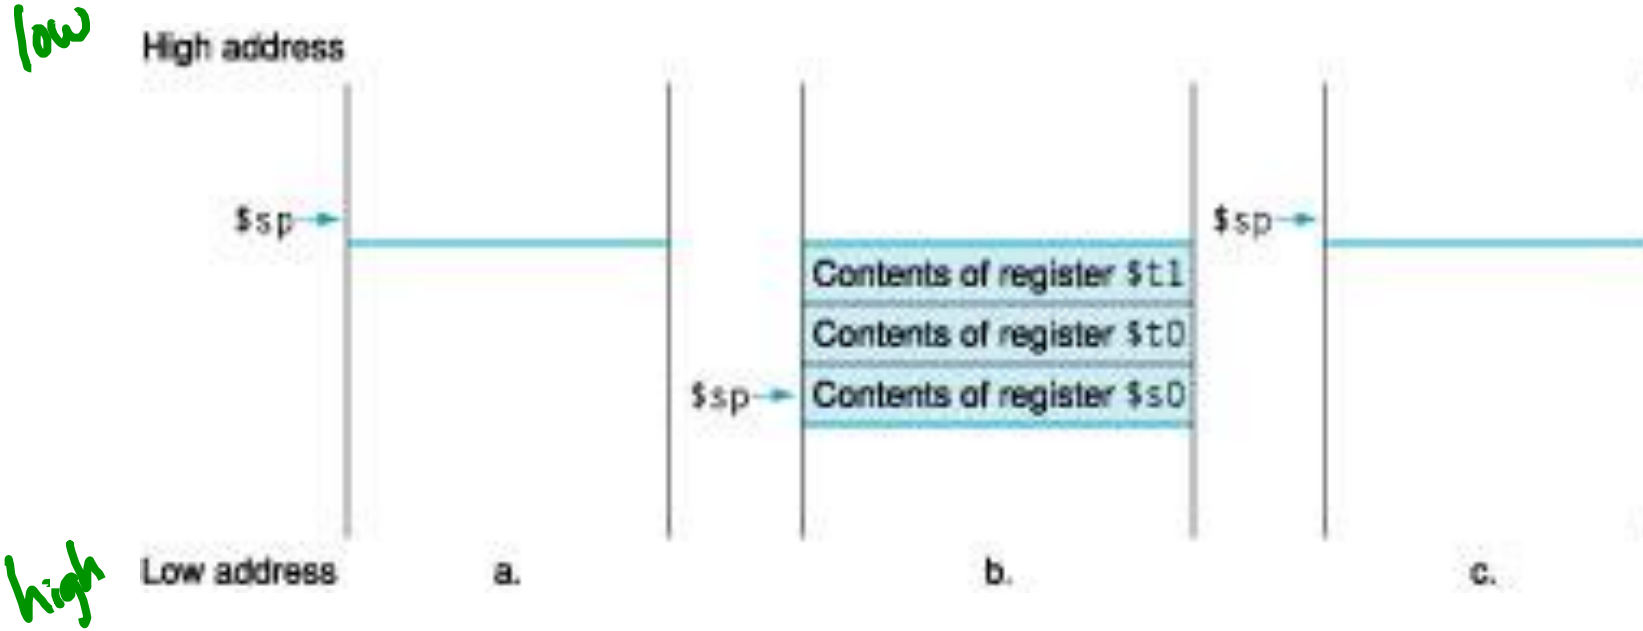 low
High address
$sp
$sp
Contents of register $t1
Contents of register $t0
$sp
Contents of register $s0
high
Low address
a.
b.
c.